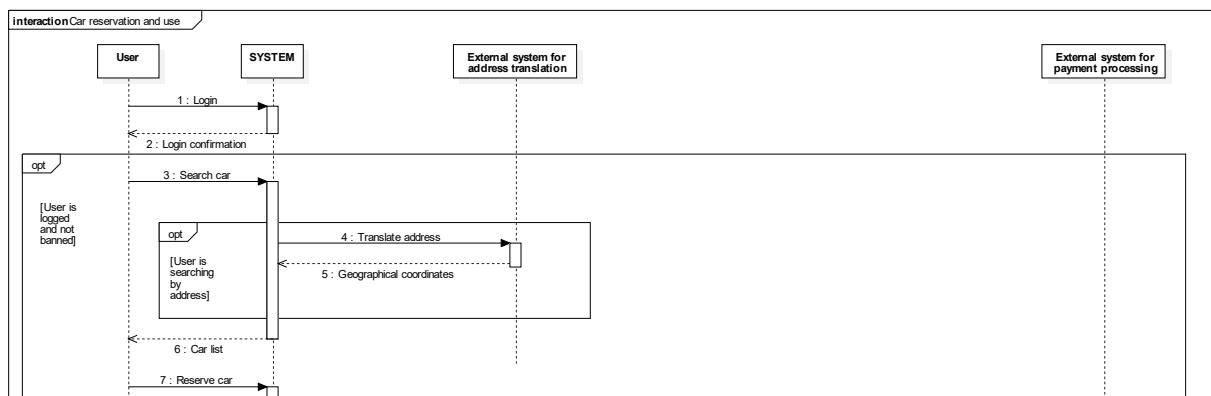 interaction Car reservation and use
User
SYSTEM
External system for
address translation
External system for
payment processing
1 : Login
2 : Login confirmation
opt
3 : Search car
[User is
logged
and not
banned]
opt
4 : Translate address
[User is
searching
by
address]
5 : Geographical coordinates
6 : Car list
7 : Reserve car